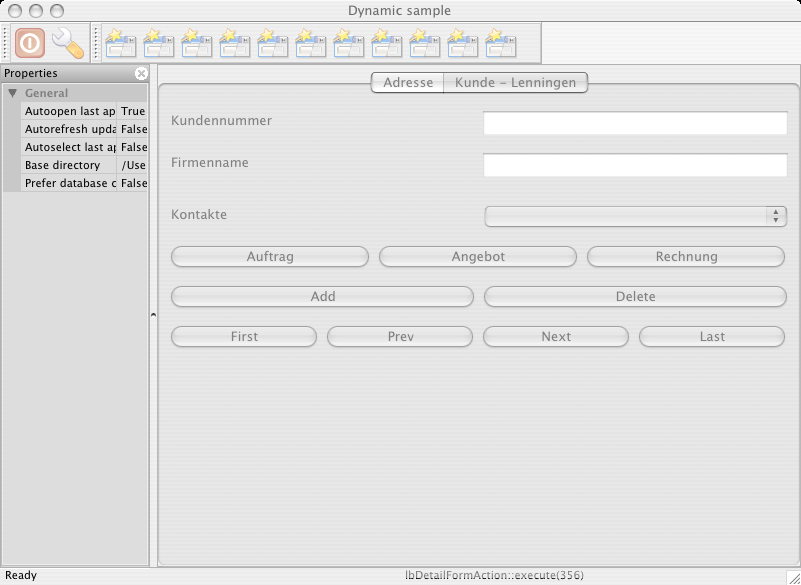 Dynamic sample
Properties
General
Autoopen last ap True
Autorefresh upda False
Autoselect last ap False
Base directory /Use
Prefer database c False
Adresse Kunde – Lenningen
Kundennummer
Firmenname
Kontakte
Auftrag Angebot Rechnung
Add Delete
First Prev Next Last
Ready lbDetailFormAction::execute(356)